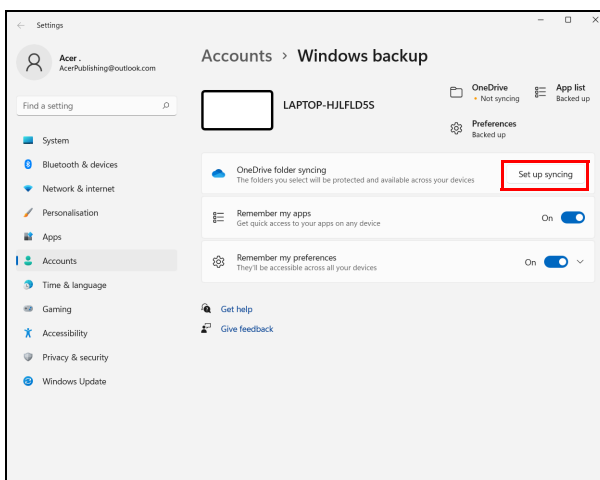 Settings
Acer .
AcerPublishing@outlook.com
Find a setting
System
Bluetooth & devices
Network & internet
Personalisation
Apps
Accounts
Time & language
Gaming
Accessibility
Privacy & security
Windows Update
Accounts > Windows backup
LAPTOP-HJLFLD5S
OneDrive
• Not syncing
App list
Backed up
Preferences
Backed up
OneDrive folder syncing
The folders you select will be protected and available across your devices
Set up syncing
Remember my apps
Get quick access to your apps on any device
On
Remember my preferences
They'll be accessible across all your devices
On
Get help
Give feedback